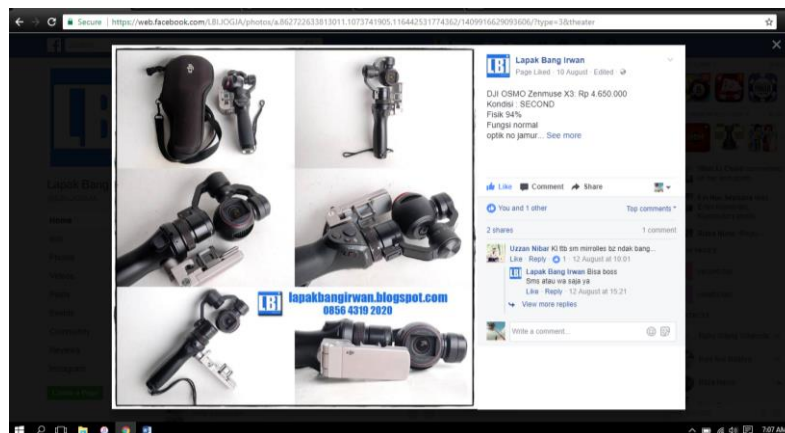 Secure | https://web.facebook.com/LBIJOGJA/photos/a.862722633813011.1073741905.116442531774362/1409916629093606/?type=3&theater
LBI
Lapak Bang Irwan
Page Liked · 10 August · Edited
DJI OSMO Zenmuse X3: Rp 4.650.000
Kondisi : SECOND
Fisik 94%
Fungsi normal
optik no jamur... See more
Like Comment Share
You and 1 other
Top comments
2 shares
1 comment
Uzzan Nibar Kl ttb sm mirrolles bz ndak bang...
Like · Reply · 1 · 12 August at 10:01
LBI
Lapak Bang Irwan Bisa boss
Sms atau wa saja ya
Like · Reply · 12 August at 15:21
View more replies
Write a comment...
LBI
lapakbangirwan.blogspot.com
0856 4319 2020
Lapak Bang
Home
7:07 AM